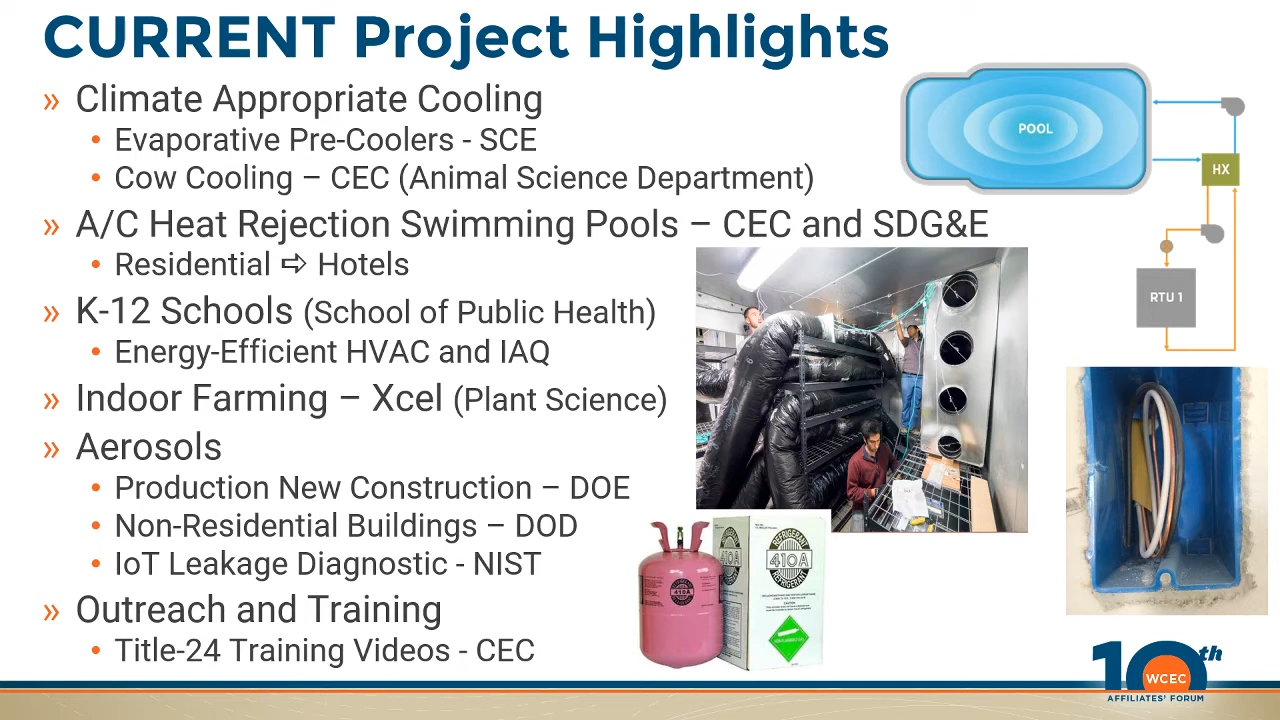 CURRENT Project Highlights
» Climate Appropriate Cooling
• Evaporative Pre-Coolers - SCE
• Cow Cooling – CEC (Animal Science Department)
» A/C Heat Rejection Swimming Pools – CEC and SDG&E
• Residential ⇨ Hotels
» K-12 Schools (School of Public Health)
• Energy-Efficient HVAC and IAQ
» Indoor Farming – Xcel (Plant Science)
» Aerosols
• Production New Construction – DOE
• Non-Residential Buildings – DOD
• IoT Leakage Diagnostic - NIST
» Outreach and Training
• Title-24 Training Videos - CEC
POOL
HX
RTU 1
410A
REFRIGERANT
410A
REFRIGERANT
410A
10th
WCEC
AFFILIATES' FORUM